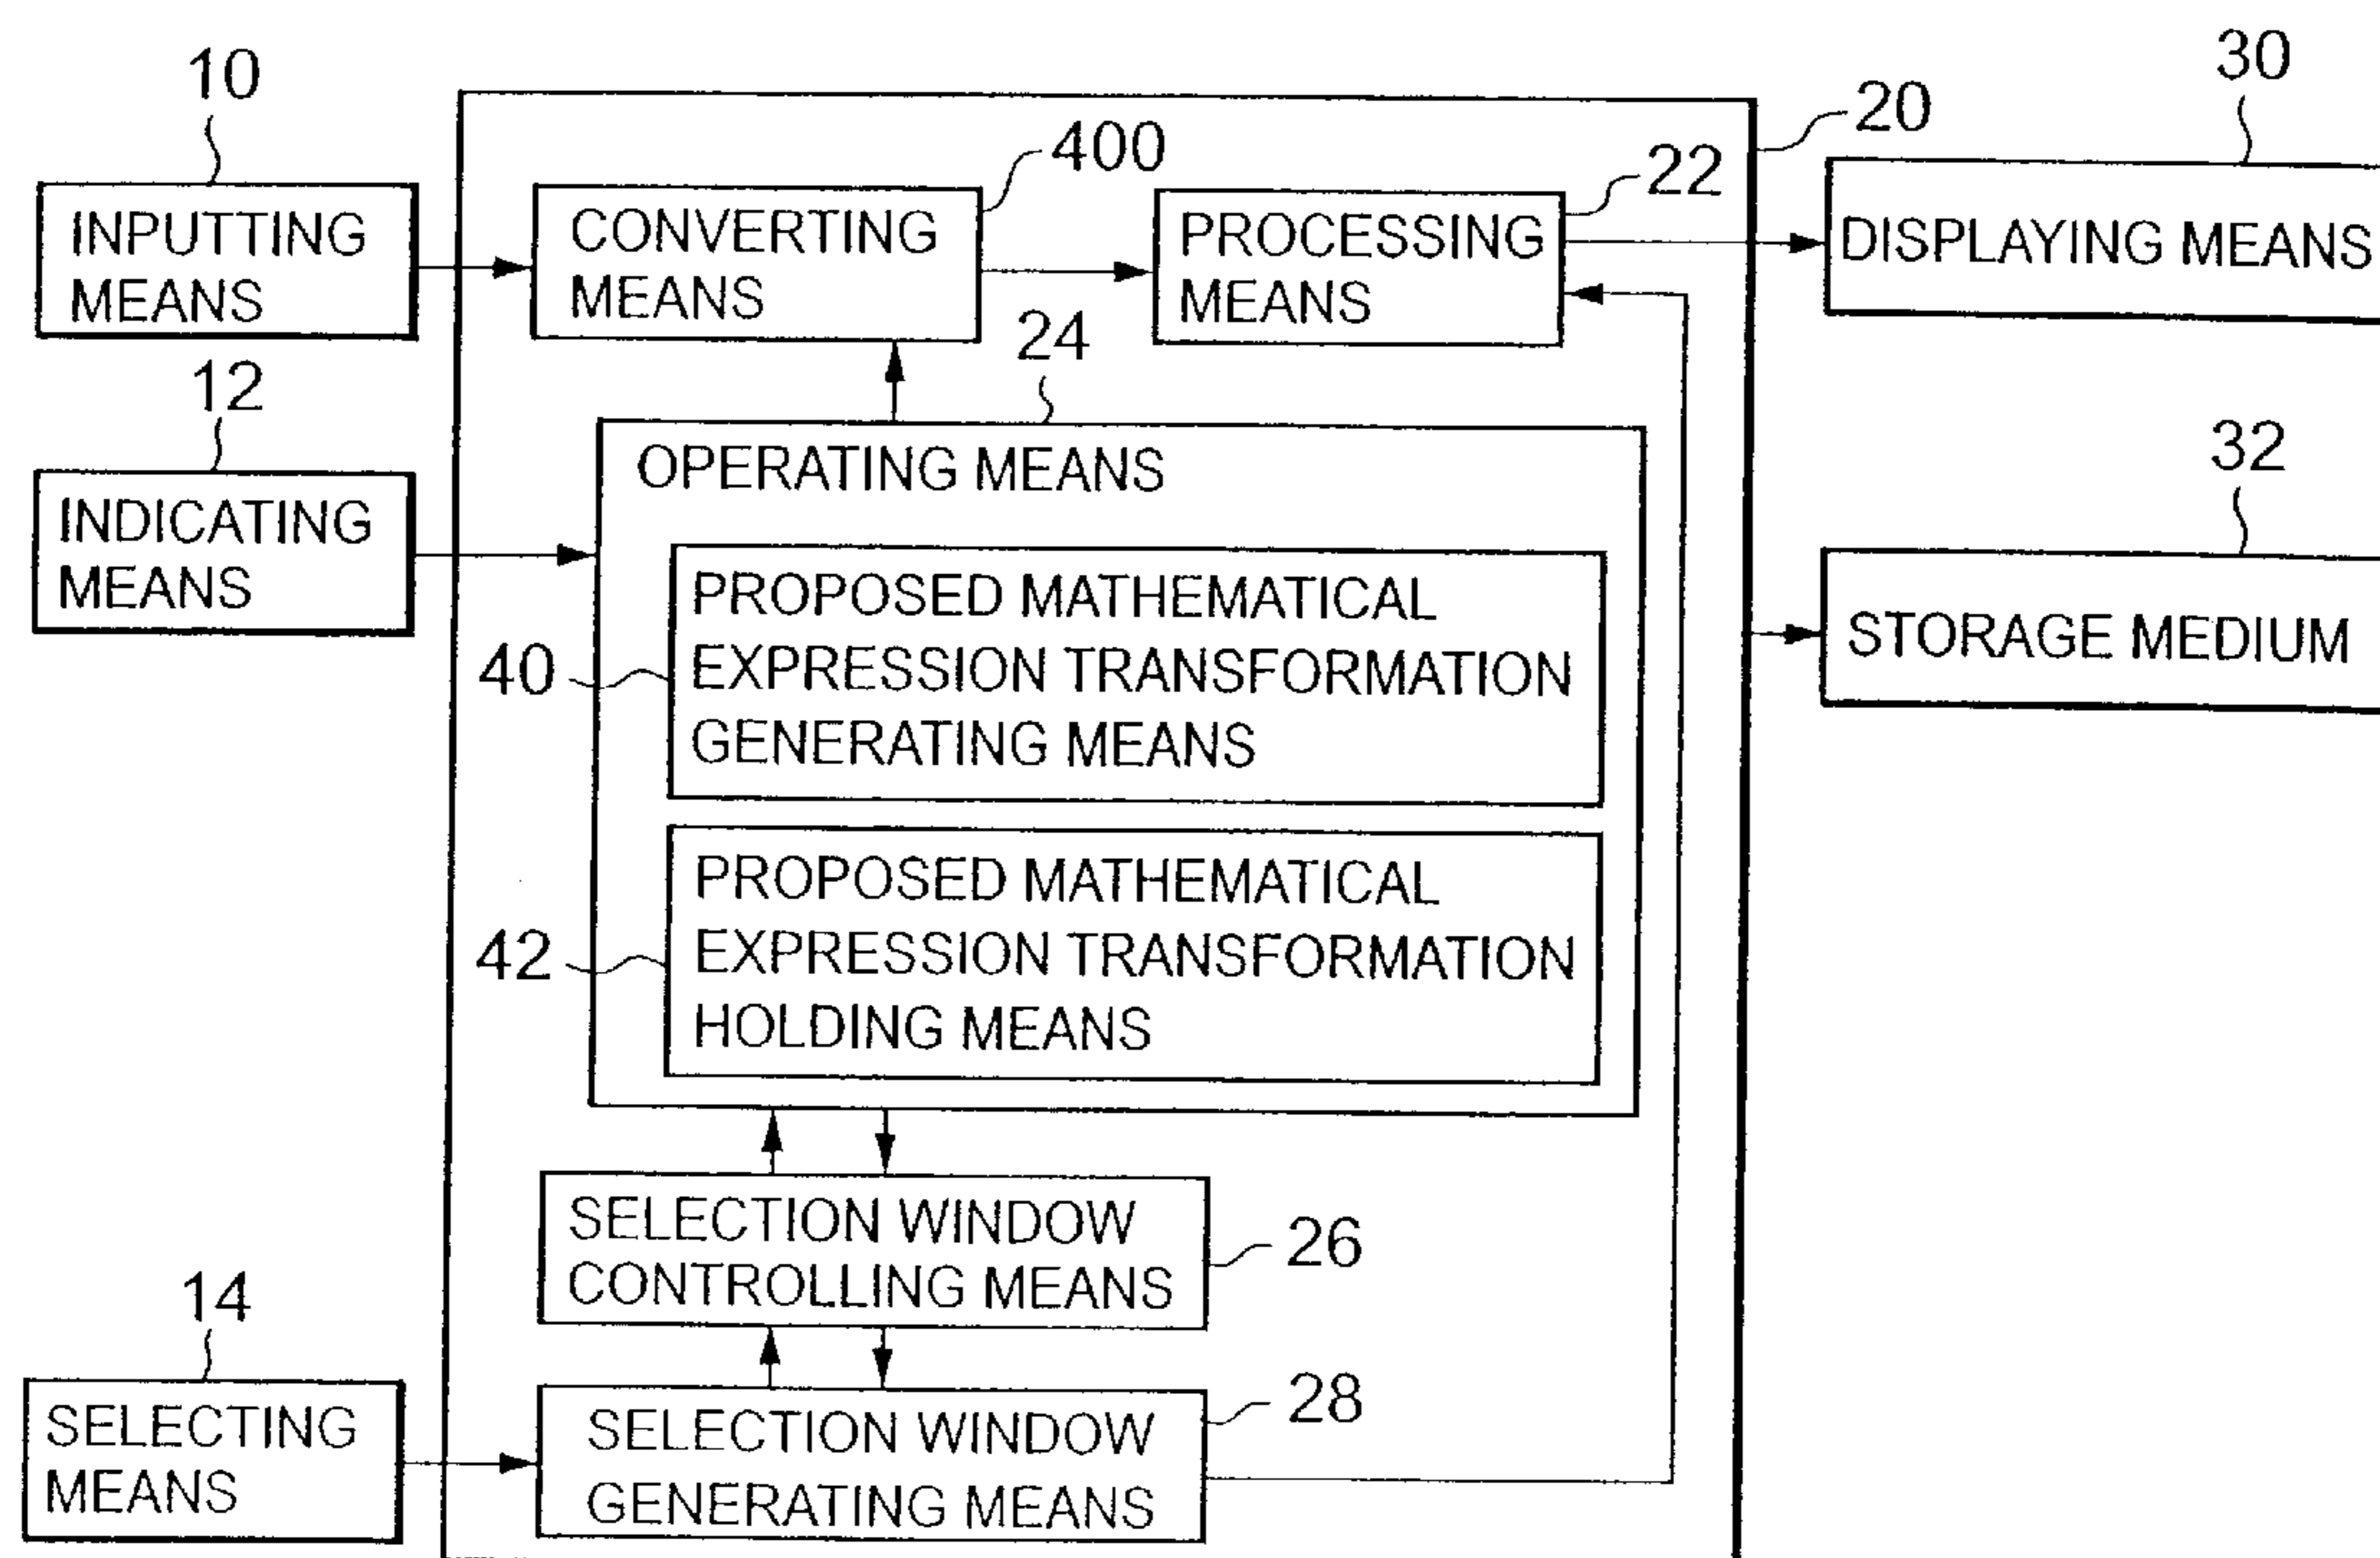 10
INPUTTING
MEANS
12
INDICATING
MEANS
14
SELECTING
MEANS
20
400
CONVERTING
MEANS
22
PROCESSING
MEANS
24
OPERATING MEANS
40
PROPOSED MATHEMATICAL
EXPRESSION TRANSFORMATION
GENERATING MEANS
42
PROPOSED MATHEMATICAL
EXPRESSION TRANSFORMATION
HOLDING MEANS
SELECTION WINDOW
CONTROLLING MEANS
26
SELECTION WINDOW
GENERATING MEANS
28
30
DISPLAYING MEANS
32
STORAGE MEDIUM